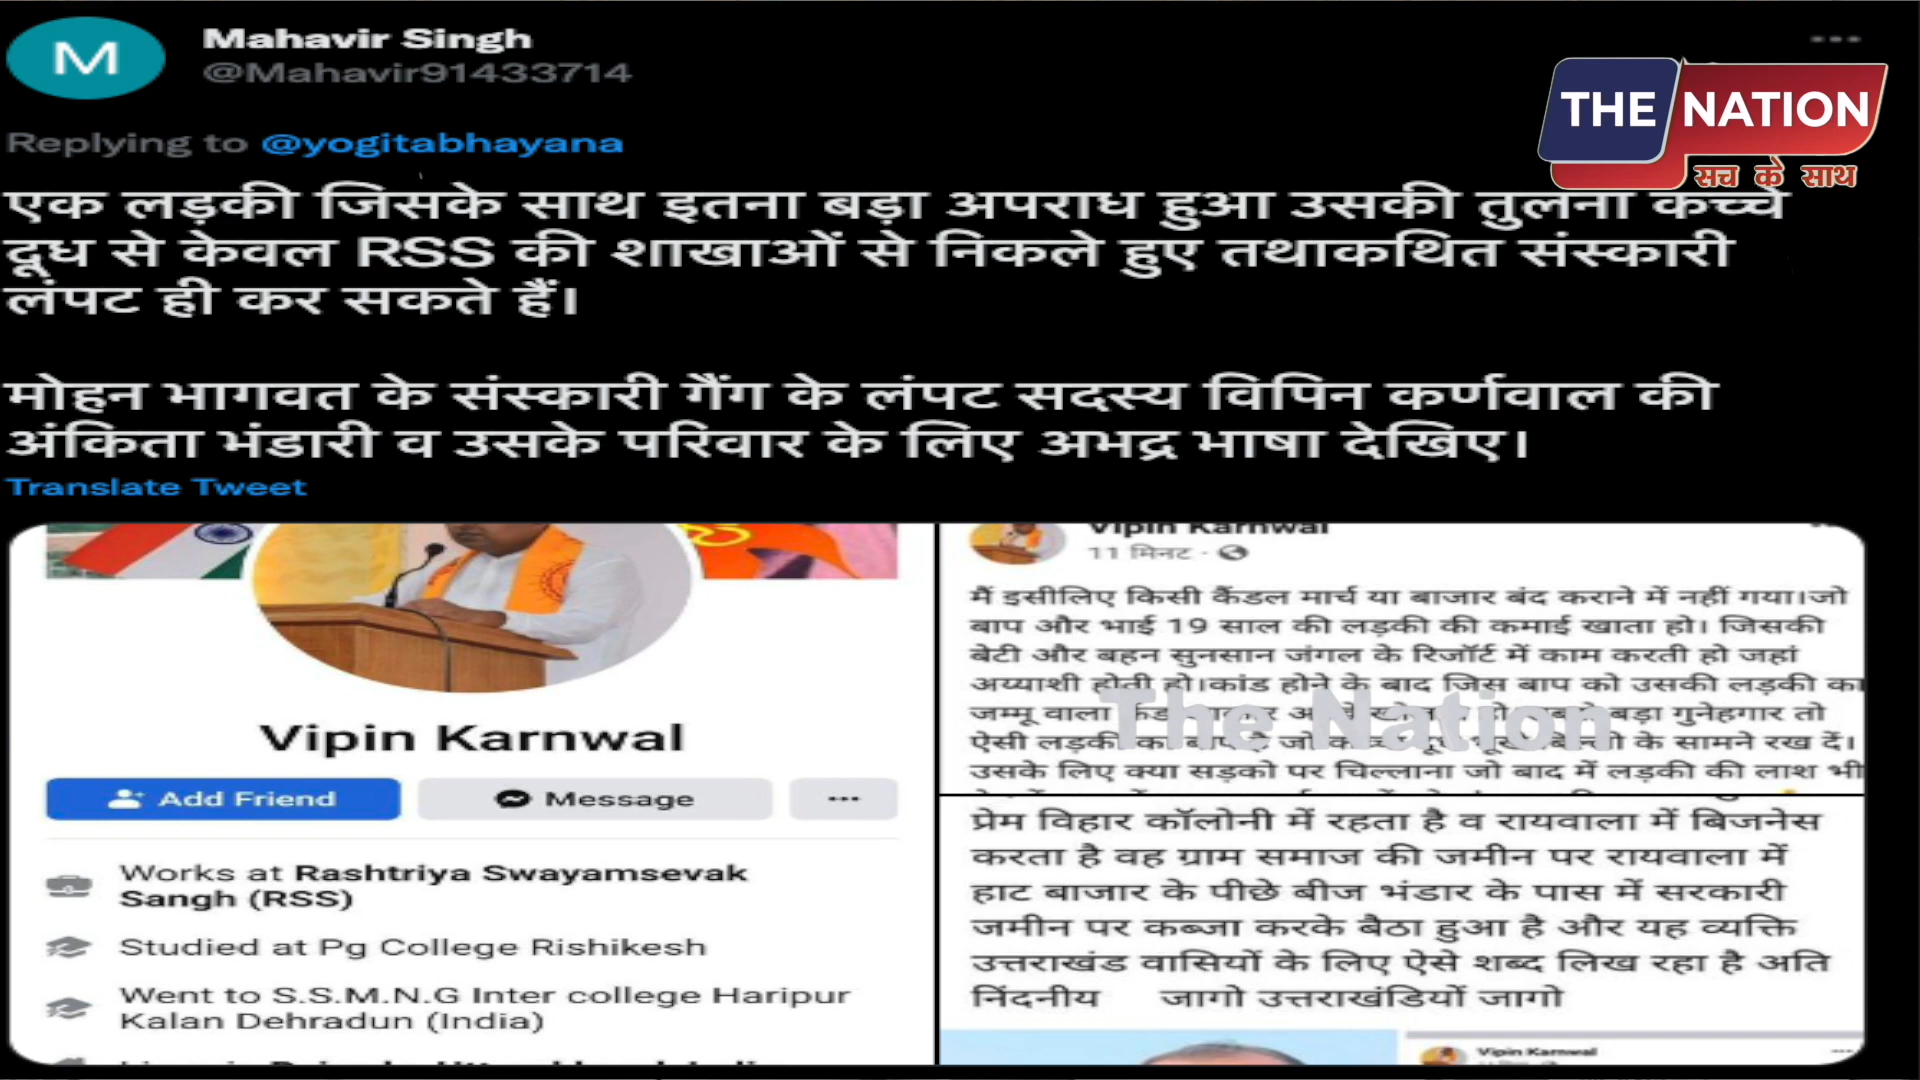 M
Mahavir Singh
@Mahavir91433714
THE NATION
सच के साथ
Replying to @yogitabhayana
एक लड़की जिसके साथ इतना बड़ा अपराध हुआ उसकी तुलना कच्चे
दूध से केवल RSS की शाखाओं से निकले हुए तथाकथित संस्कारी
लंपट ही कर सकते हैं।
मोहन भागवत के संस्कारी गैंग के लंपट सदस्य विपिन कर्णवाल की
अंकिता भंडारी व उसके परिवार के लिए अभद्र भाषा देखिए।
Translate Tweet
Vipin Karnwal
Add Friend
Message
Works at Rashtriya Swayamsevak
Sangh (RSS)
Studied at Pg College Rishikesh
Went to S.S.M.N.G Inter college Haripur
Kalan Dehradun (India)
Vipin Karnwal
11 मिनट
मैं इसीलिए किसी कैंडल मार्च या बाजार बंद कराने में नहीं गया।जो
बाप और भाई 19 साल की लड़की की कमाई खाता हो। जिसकी
बेटी और बहन सुनसान जंगल के रिजॉर्ट में काम करती हो जहां
अय्याशी होती हो।कांड होने के बाद जिस बाप को उसकी लड़की का
जम्मू वाला बड़ा गुनेहगार तो
ऐसी लड़की का बाप है जो के सामने रख दें।
उसके लिए क्या सड़को पर चिल्लाना जो बाद में लड़की की लाश भी
The Nation
प्रेम विहार कॉलोनी में रहता है व रायवाला में बिजनेस
करता है वह ग्राम समाज की जमीन पर रायवाला में
हाट बाजार के पीछे बीज भंडार के पास में सरकारी
जमीन पर कब्जा करके बैठा हुआ है और यह व्यक्ति
उत्तराखंड वासियों के लिए ऐसे शब्द लिख रहा है अति
निंदनीय जागो उत्तराखंडियों जागो
Vipin Karnwal